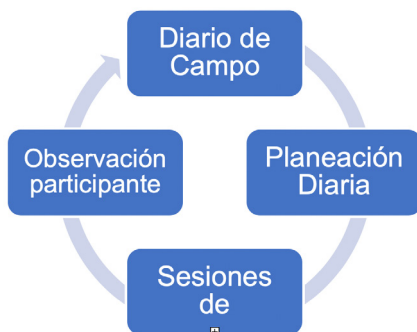 Diario de
Campo
Planeación
Diaria
Sesiones
de
Observación
participante